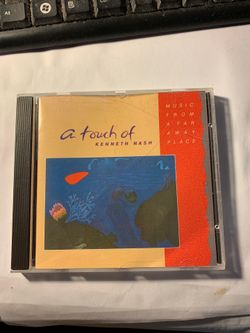 a touch of
KENNETH NASH
MUSIC
FROM
A FAR
AWAY
PLACE